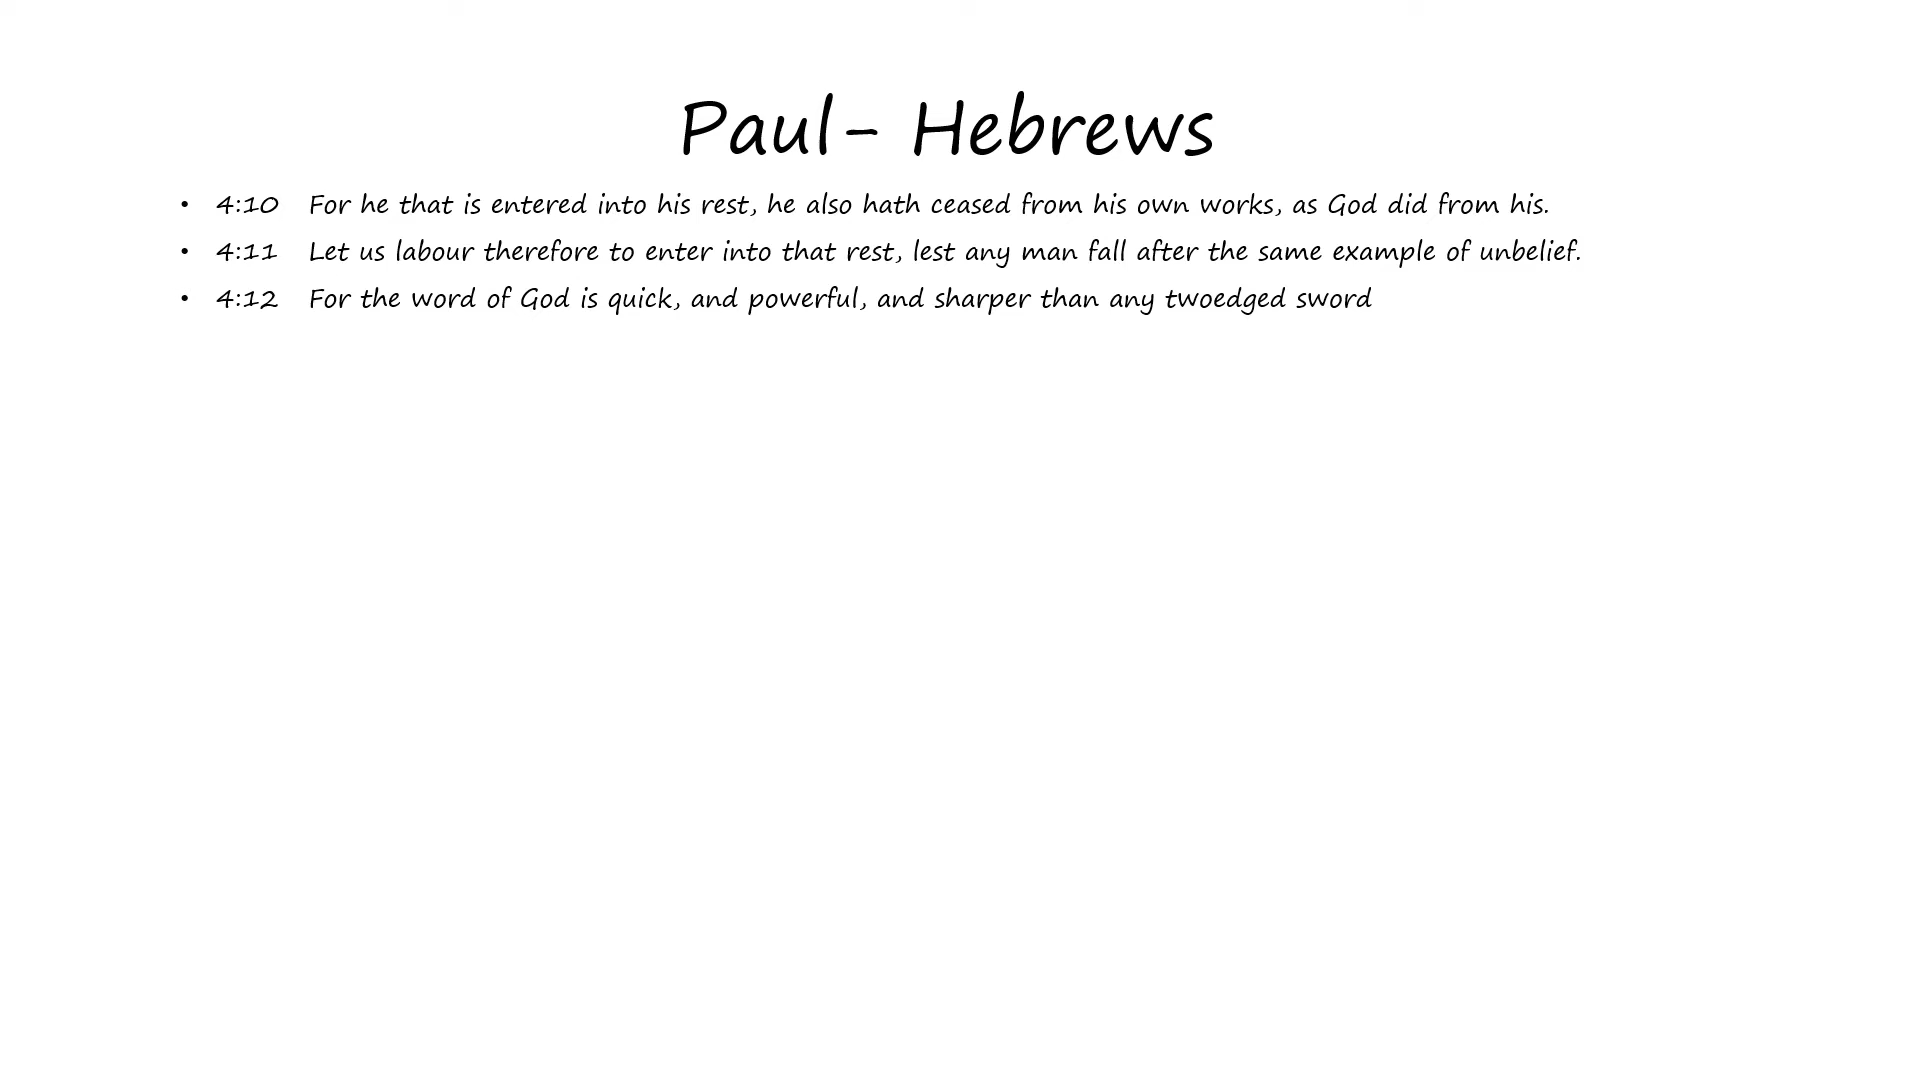 Paul- Hebrews
• 4:10 For he that is entered into his rest, he also hath ceased from his own works, as God did from his.
• 4:11 Let us labour therefore to enter into that rest, lest any man fall after the same example of unbelief.
• 4:12 For the word of God is quick, and powerful, and sharper than any twoedged sword